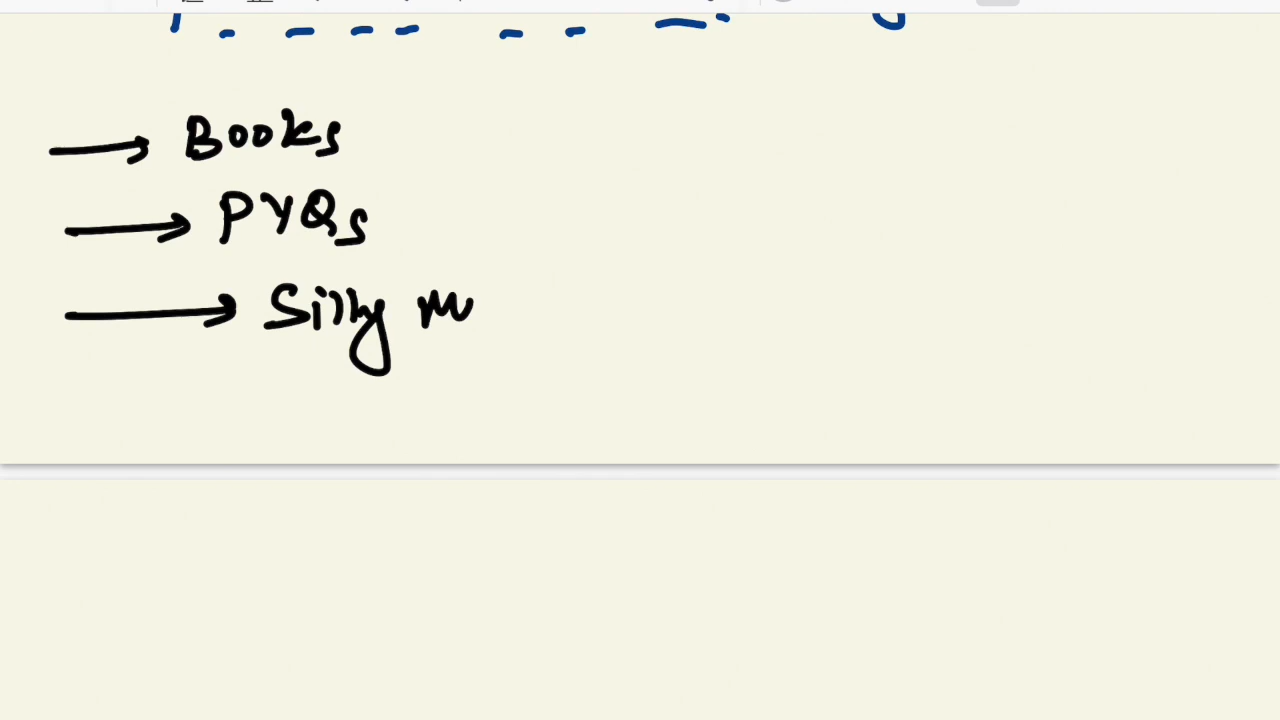 → Books
→ PYQs
→ Silly m